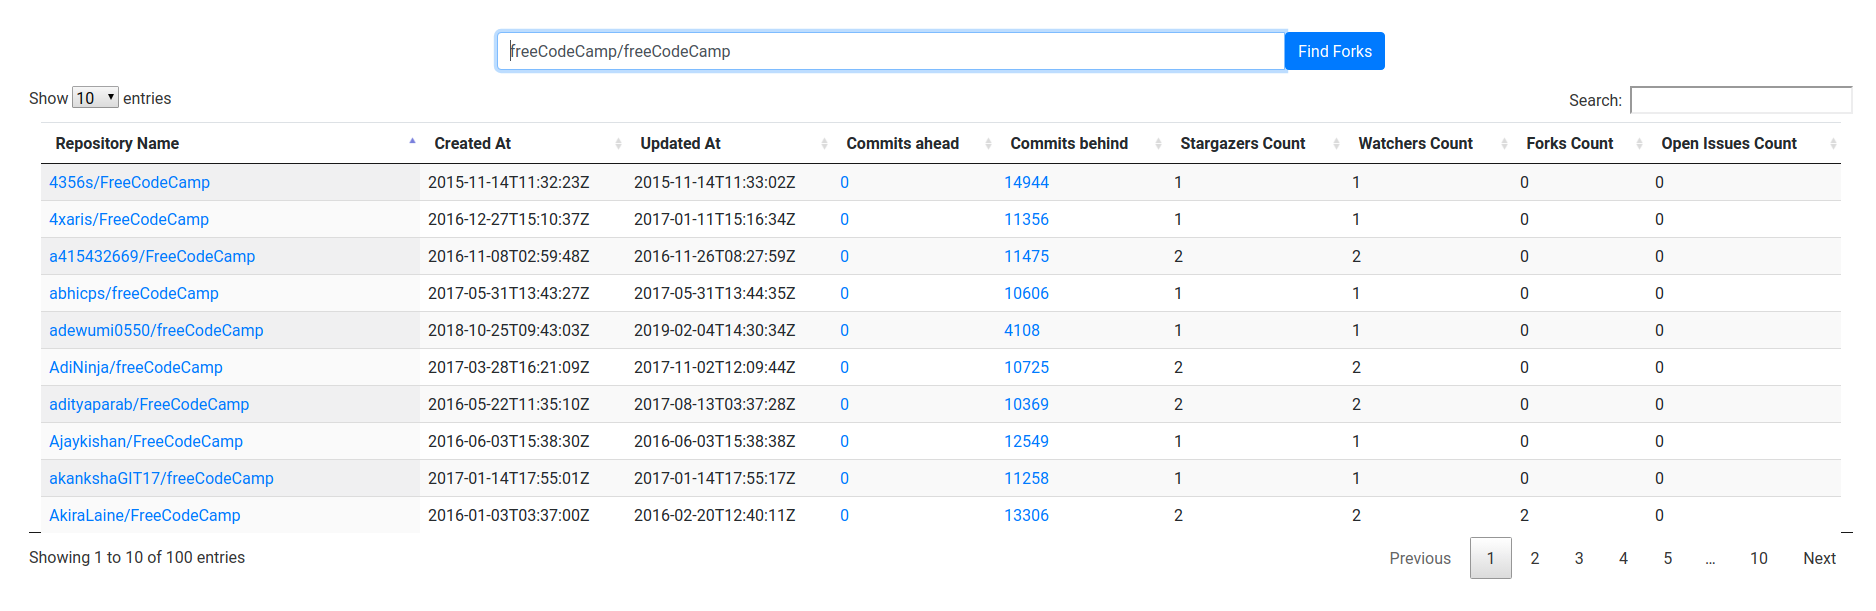 freeCodeCamp/freeCodeCamp Find Forks
Show 10 entries Search:
Repository Name Created At Updated At Commits ahead Commits behind Stargazers Count Watchers Count Forks Count Open Issues Count
4356s/FreeCodeCamp 2015-11-14T11:32:23Z 2015-11-14T11:33:02Z 0 14944 1 1 0 0
4xaris/FreeCodeCamp 2016-12-27T15:10:37Z 2017-01-11T15:16:34Z 0 11356 1 1 0 0
a415432669/FreeCodeCamp 2016-11-08T02:59:48Z 2016-11-26T08:27:59Z 0 11475 2 2 0 0
abhicps/freeCodeCamp 2017-05-31T13:43:27Z 2017-05-31T13:44:35Z 0 10606 1 1 0 0
adewumi0550/freeCodeCamp 2018-10-25T09:43:03Z 2019-02-04T14:30:34Z 0 4108 1 1 0 0
AdiNinja/freeCodeCamp 2017-03-28T16:21:09Z 2017-11-02T12:09:44Z 0 10725 2 2 0 0
adityaparab/FreeCodeCamp 2016-05-22T11:35:10Z 2017-08-13T03:37:28Z 0 10369 2 2 0 0
Ajaykishan/FreeCodeCamp 2016-06-03T15:38:30Z 2016-06-03T15:38:38Z 0 12549 1 1 0 0
akankshaGIT17/freeCodeCamp 2017-01-14T17:55:01Z 2017-01-14T17:55:17Z 0 11258 1 1 0 0
AkiraLaine/FreeCodeCamp 2016-01-03T03:37:00Z 2016-02-20T12:40:11Z 0 13306 2 2 2 0
Showing 1 to 10 of 100 entries Previous 1 2 3 4 5 … 10 Next